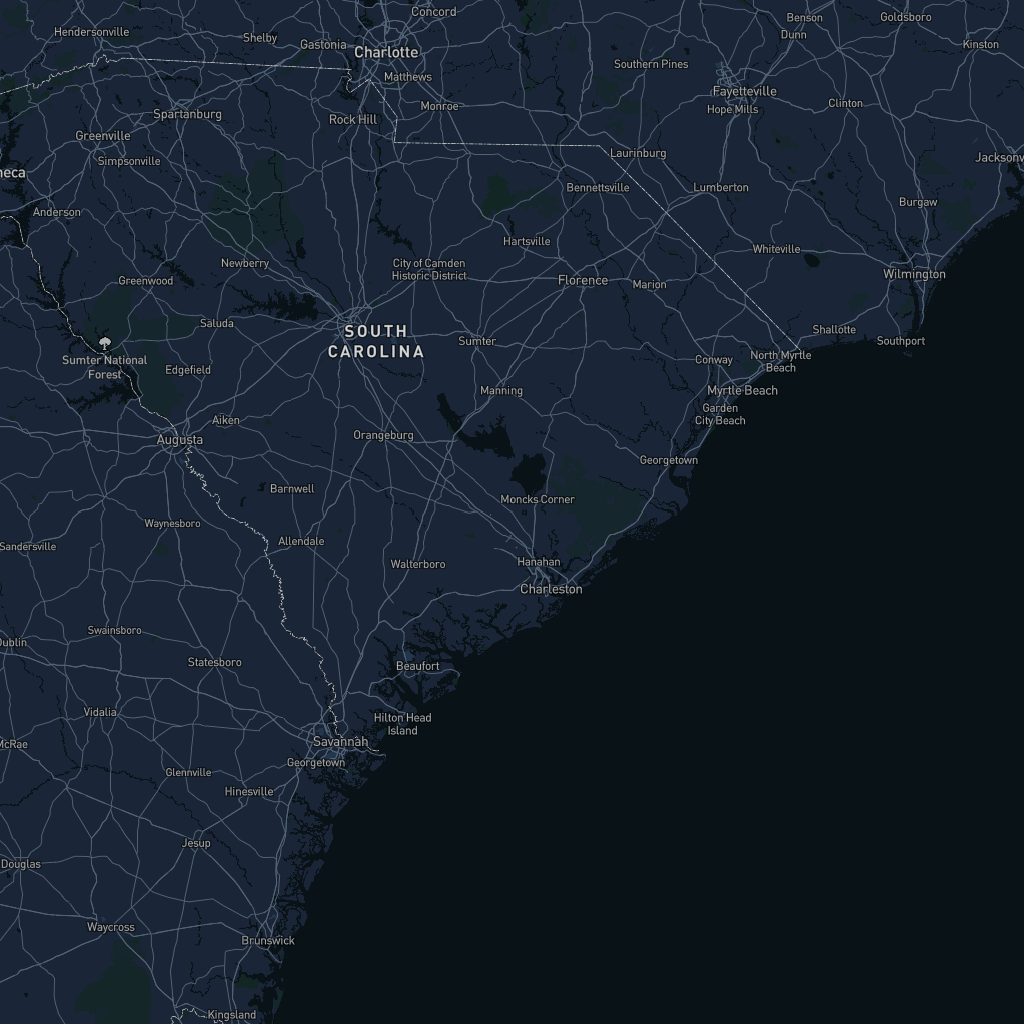 Concord
Benson
Goldsboro
Hendersonville
Shelby
Dunn
Gastonia
Charlotte
Kinston
Southern Pines
Matthews
Fayetteville
Monroe
Clinton
Hope Mills
Spartanburg
Rock Hill
Greenville
Laurinburg
Jacksonv
Simpsonville
neca
Bennettsville
Lumberton
Burgaw
Anderson
Hartsville
Whiteville
Newberry
City of Camden
Historic District
Wilmington
Greenwood
Florence
Marion
Saluda
SOUTH
CAROLINA
Shallotte
Sumter
Southport
Sumter National
Forest
Conway
North Myrtle
Beach
Edgefield
Manning
Myrtle Beach
Garden
City Beach
Aiken
Augusta
Orangeburg
Georgetown
Barnwell
Moncks Corner
Waynesboro
Sandersville
Allendale
Walterboro
Hanahan
Charleston
Swainsboro
Dublin
Statesboro
Beaufort
Vidalia
Hilton Head
Island
McRae
Savannah
Georgetown
Glennville
Hinesville
Jesup
Douglas
Waycross
Brunswick
Kingsland